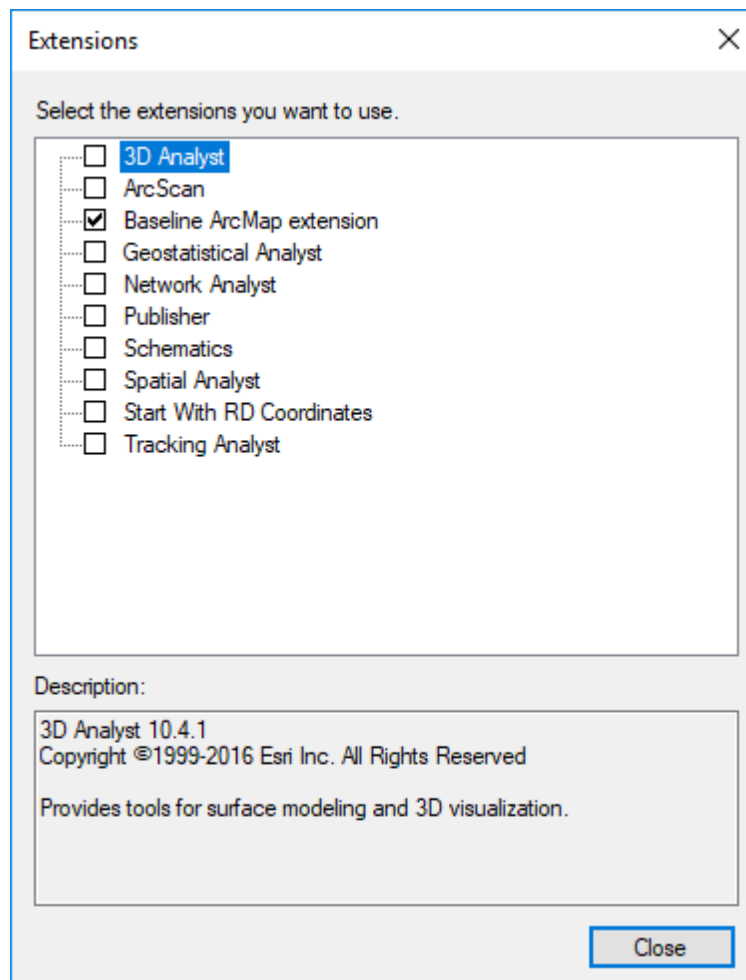 Extensions
Select the extensions you want to use.
3D Analyst
ArcScan
Baseline ArcMap extension
Geostatistical Analyst
Network Analyst
Publisher
Schematics
Spatial Analyst
Start With RD Coordinates
Tracking Analyst
Description:
3D Analyst 10.4.1
Copyright ©1999-2016 Esri Inc. All Rights Reserved
Provides tools for surface modeling and 3D visualization.
Close